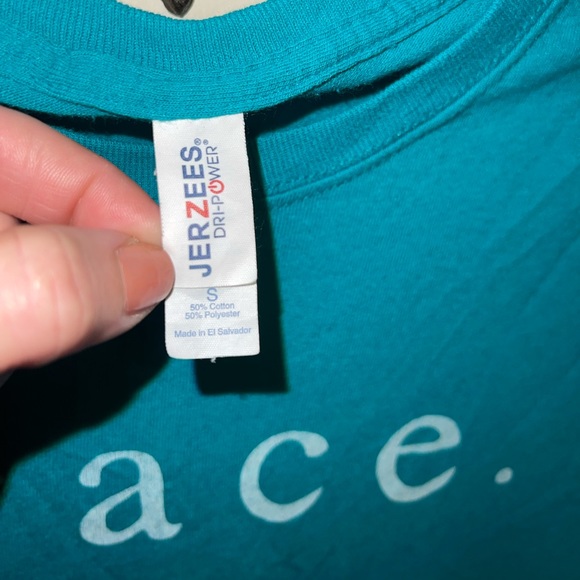 JERZEES®
DRI-POWER®
S
50% Cotton
50% Polyester
Made in El Salvador
ace.